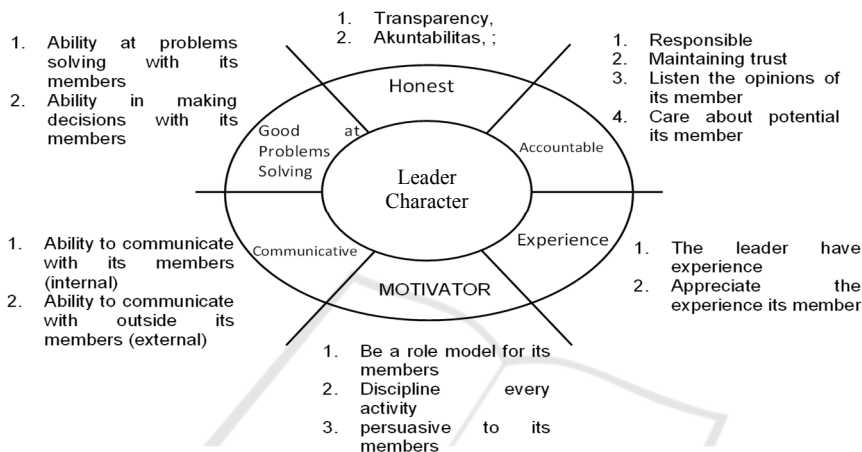 1. Transparency,
2. Akuntabilitas, ;
1. Ability at problems
solving with its
members
2. Ability in making
decisions with its
members
1. Responsible
2. Maintaining trust
3. Listen the opinions of
its member
4. Care about potential
its member
Honest
Good at
Problems
Solving
Accountable
Leader
Character
Communicative
Experience
MOTIVATOR
1. Ability to communicate
with its members
(internal)
2. Ability to communicate
with outside its
members (external)
1. The leader have
experience
2. Appreciate the
experience its member
1. Be a role model for its
members
2. Discipline every
activity
3. persuasive to its
members